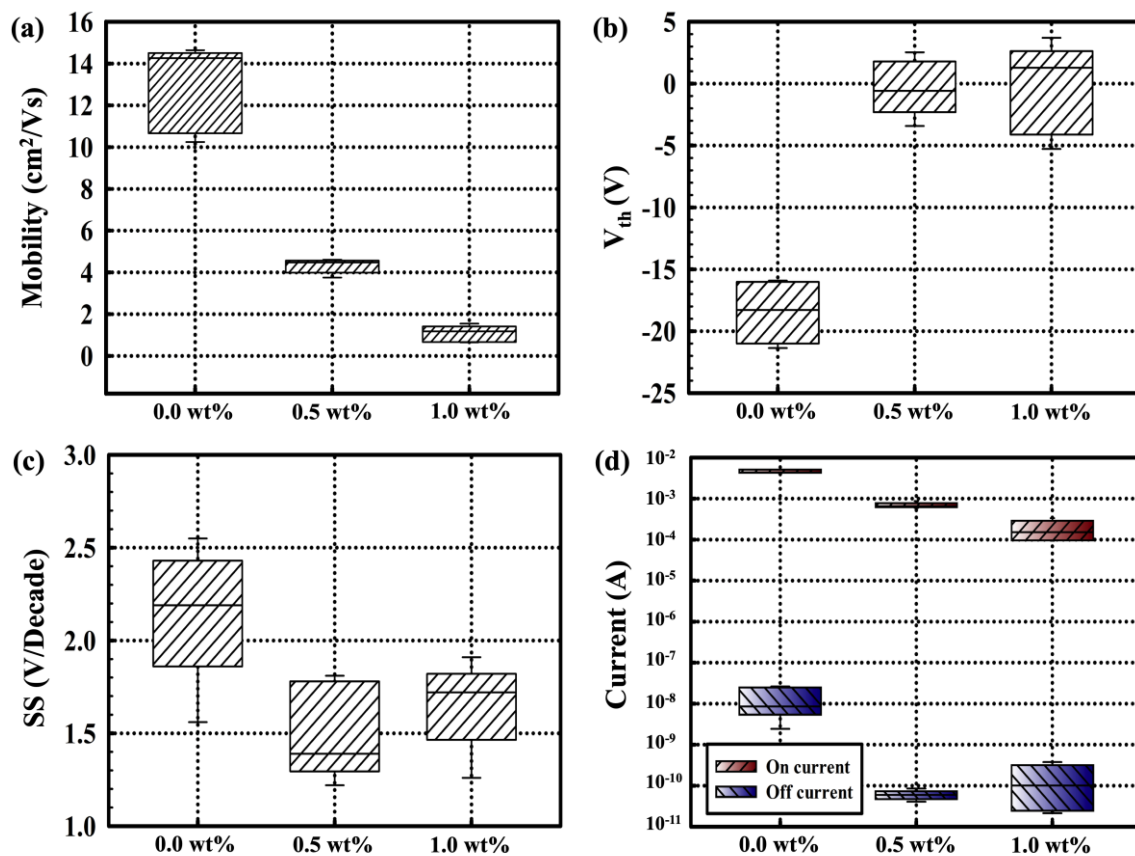 (a)
Mobility (cm²/Vs)
16
14
12
10
8
6
4
2
0
0.0 wt%
0.5 wt%
1.0 wt%
(b)
V_th (V)
5
0
-5
-10
-15
-20
-25
0.0 wt%
0.5 wt%
1.0 wt%
(c)
SS (V/Decade)
3.0
2.5
2.0
1.5
1.0
0.0 wt%
0.5 wt%
1.0 wt%
(d)
Current (A)
10⁻²
10⁻³
10⁻⁴
10⁻⁵
10⁻⁶
10⁻⁷
10⁻⁸
10⁻⁹
10⁻¹⁰
10⁻¹¹
On current
Off current
0.0 wt%
0.5 wt%
1.0 wt%